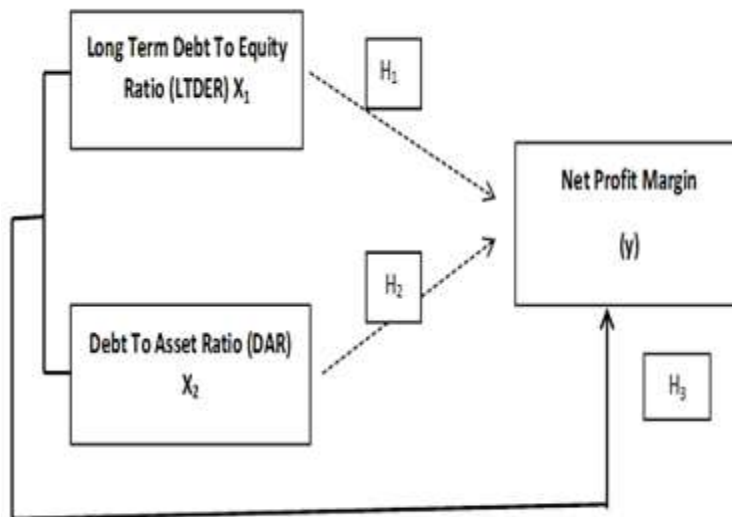 Long Term Debt To Equity
Ratio (LTDER) X₁
H₁
Net Profit Margin
(y)
H₂
Debt To Asset Ratio (DAR)
X₂
H₃